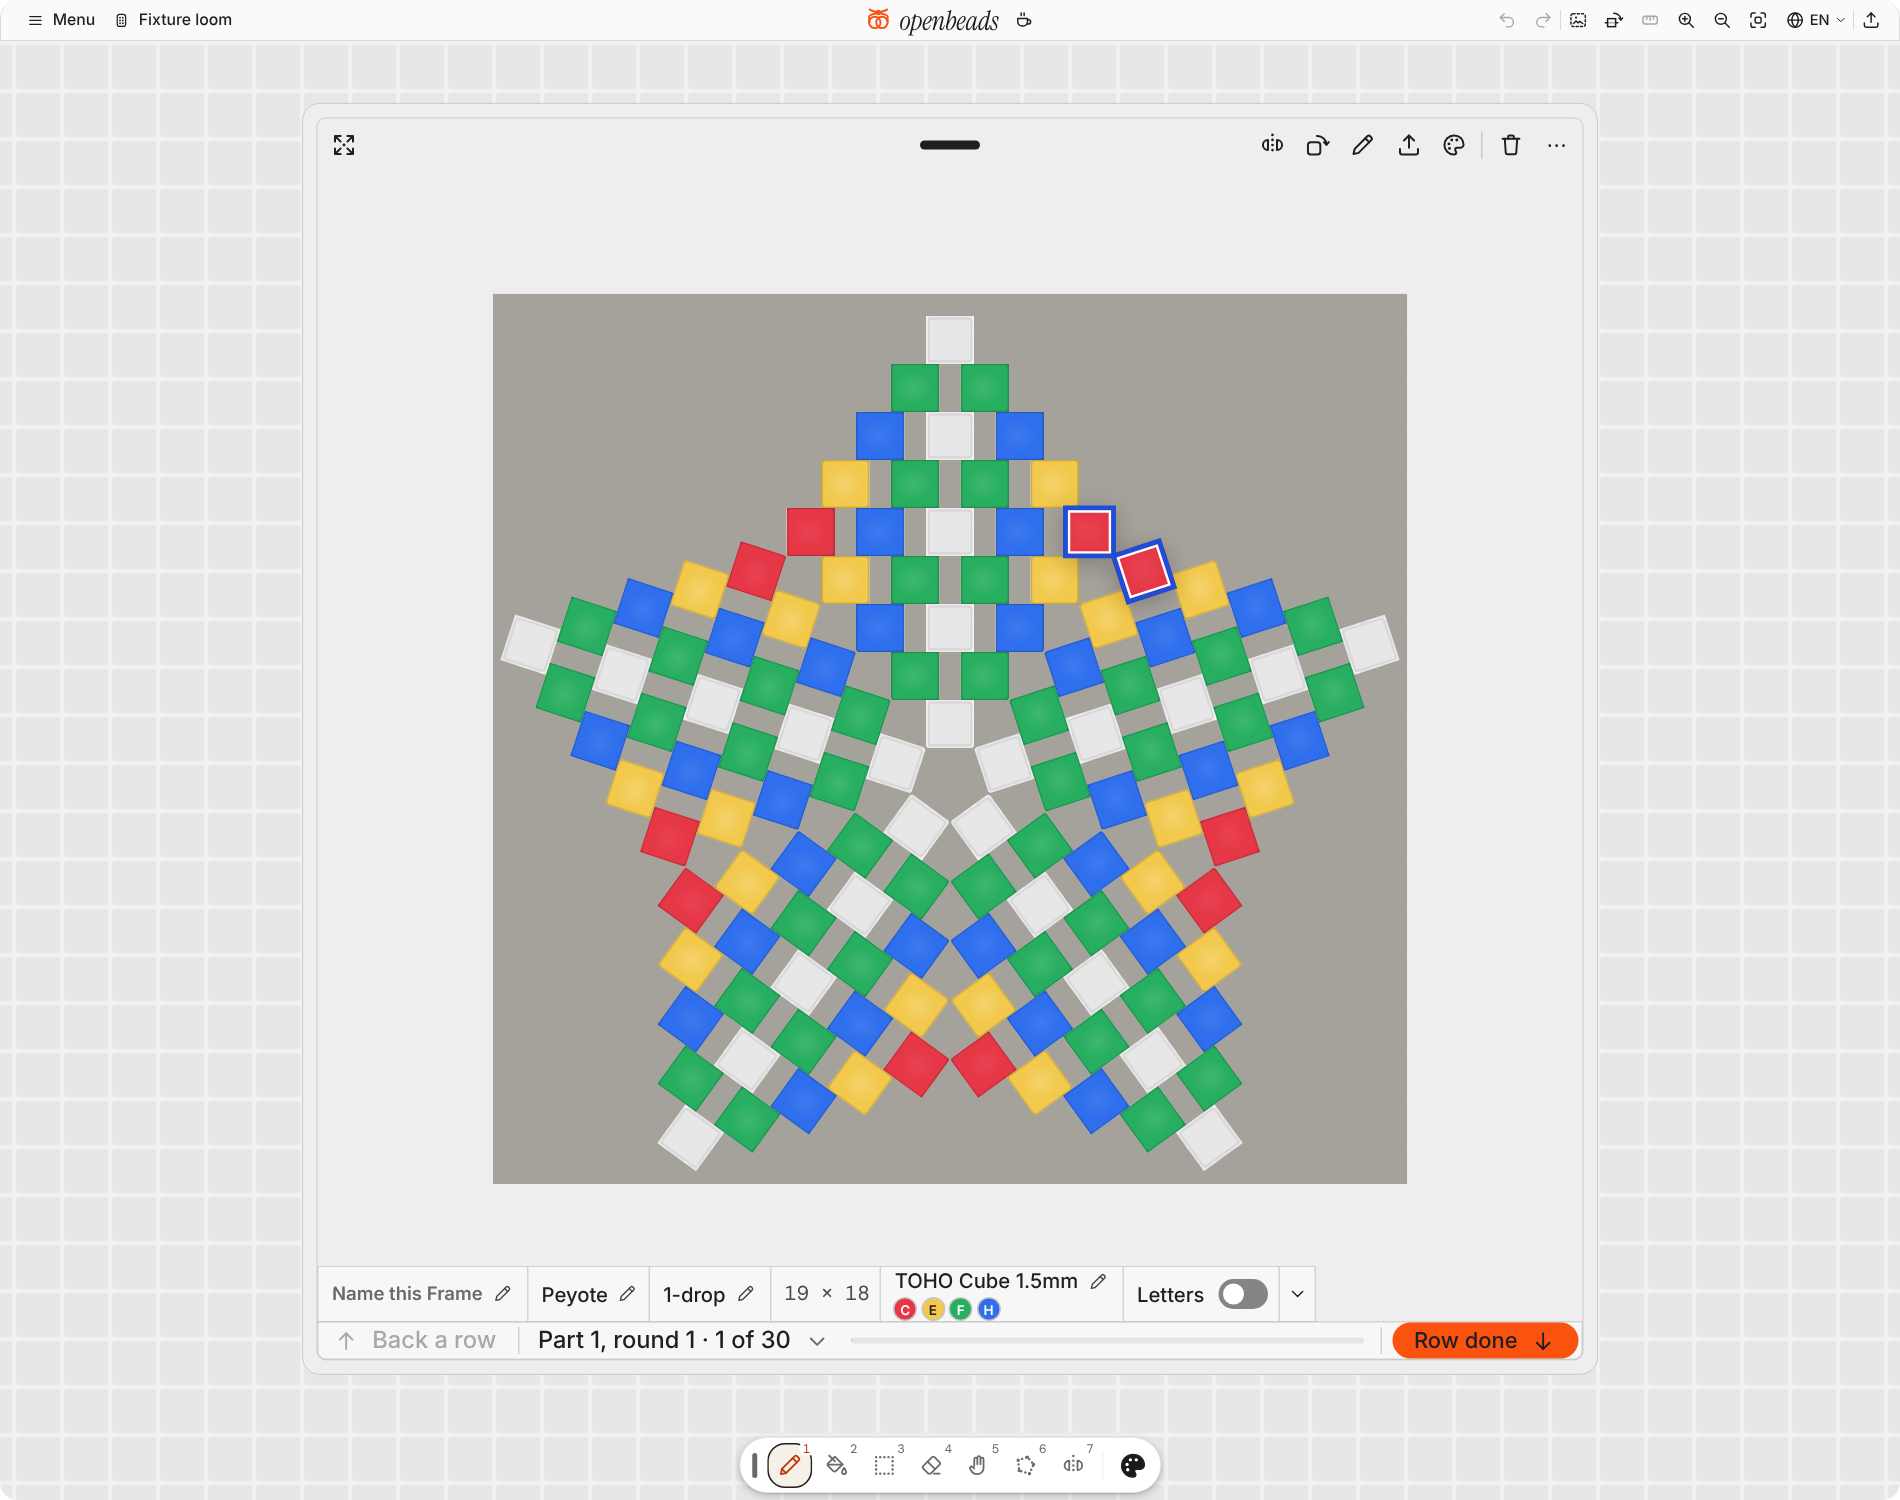 Menu
Fixture loom
openbeads
EN
Name this Frame
Peyote
1-drop
19 × 18
TOHO Cube 1.5mm
C E F H
Letters
Back a row
Part 1, round 1 · 1 of 30
Row done
1 2 3 4 5 6 7